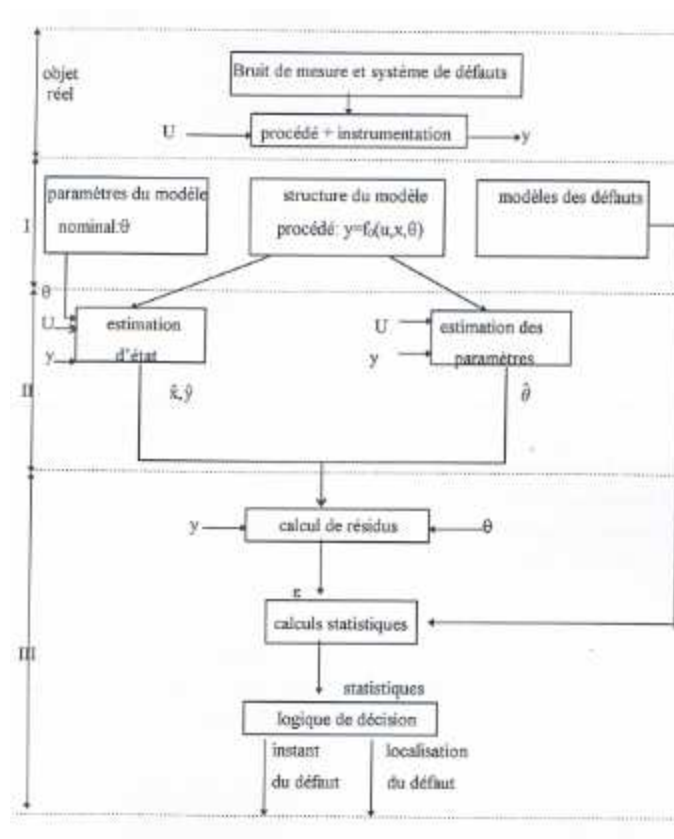 objet
réel
Bruit de mesure et système de défauts
U
procédé + instrumentation
y
I
paramètres du modèle
nominal:θ
structure du modèle
procédé: y=f₀(u,x,θ)
modèles des défauts
θ
U
y
estimation
d'état
U
y
estimation des
paramètres
II
x̂,ŷ
θ̂
y
calcul de résidus
θ
ε
calculs statistiques
III
statistiques
logique de décision
instant
du défaut
localisation
du défaut